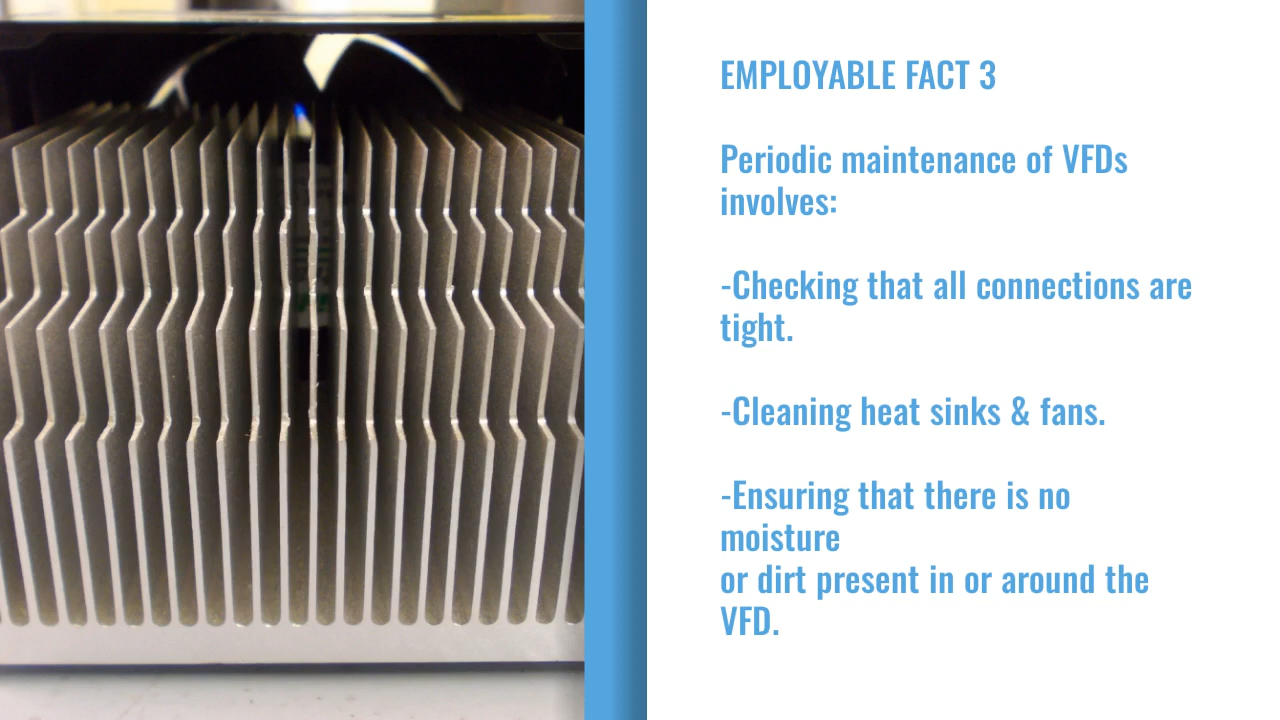 EMPLOYABLE FACT 3
Periodic maintenance of VFDs
involves:
-Checking that all connections are
tight.
-Cleaning heat sinks & fans.
-Ensuring that there is no
moisture
or dirt present in or around the
VFD.